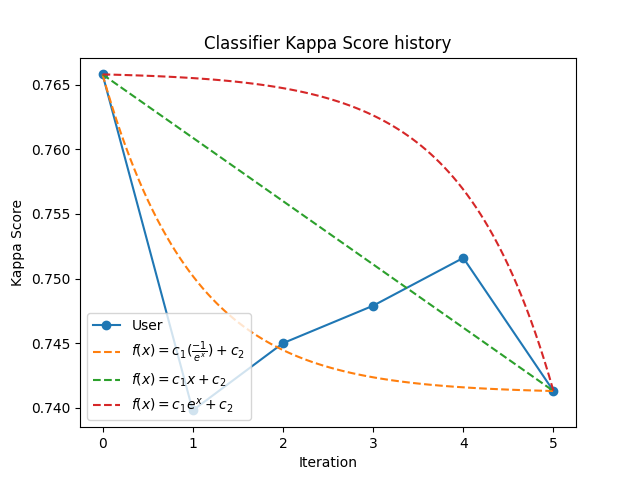 Classifier Kappa Score history
Kappa Score
0.765
0.760
0.755
0.750
0.745
0.740
User
f(x) = c₁(−1/eˣ) + c₂
f(x) = c₁x + c₂
f(x) = c₁eˣ + c₂
0 1 2 3 4 5
Iteration